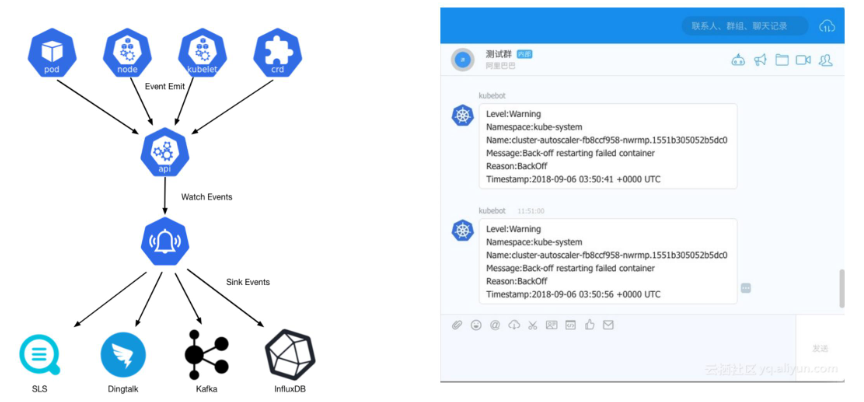 pod
node
kubelet
crd
Event Emit
api
Watch Events
Sink Events
SLS
Dingtalk
Kafka
InfluxDB
联系人、群组、聊天记录
测试群 内部
阿里巴巴
kubebot
Level:Warning
Namespace:kube-system
Name:cluster-autoscaler-fb8ccf958-nwrmp.1551b305052b5dc0
Message:Back-off restarting failed container
Reason:BackOff
Timestamp:2018-09-06 03:50:41 +0000 UTC
kubebot 11:51:00
Level:Warning
Namespace:kube-system
Name:cluster-autoscaler-fb8ccf958-nwrmp.1551b305052b5dc0
Message:Back-off restarting failed container
Reason:BackOff
Timestamp:2018-09-06 03:50:56 +0000 UTC
发送
云栖社区 yq.aliyun.com